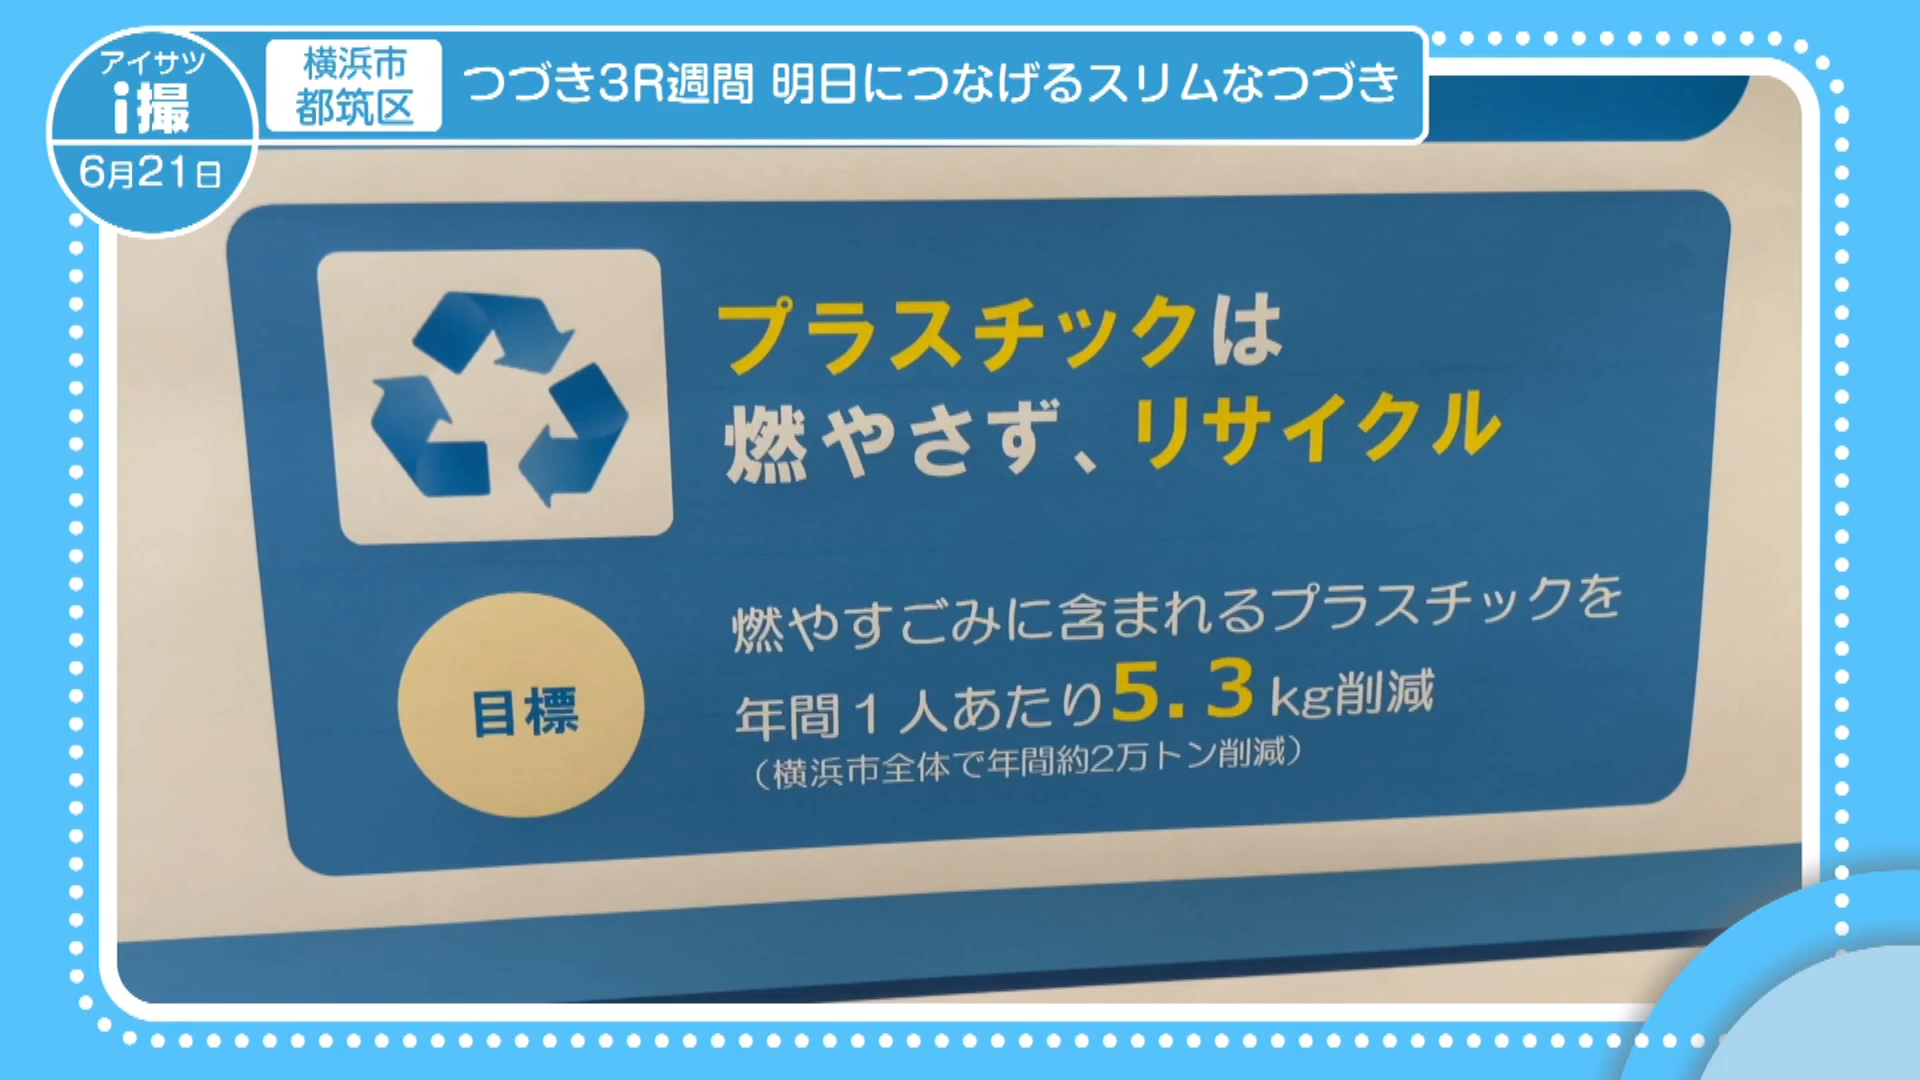 アイサツ
i撮
6月21日
横浜市
都筑区
つづき3R週間 明日につなげるスリムなつづき
プラスチックは
燃やさず、リサイクル
目標
燃やすごみに含まれるプラスチックを
年間1人あたり5.3kg削減
（横浜市全体で年間約2万トン削減）